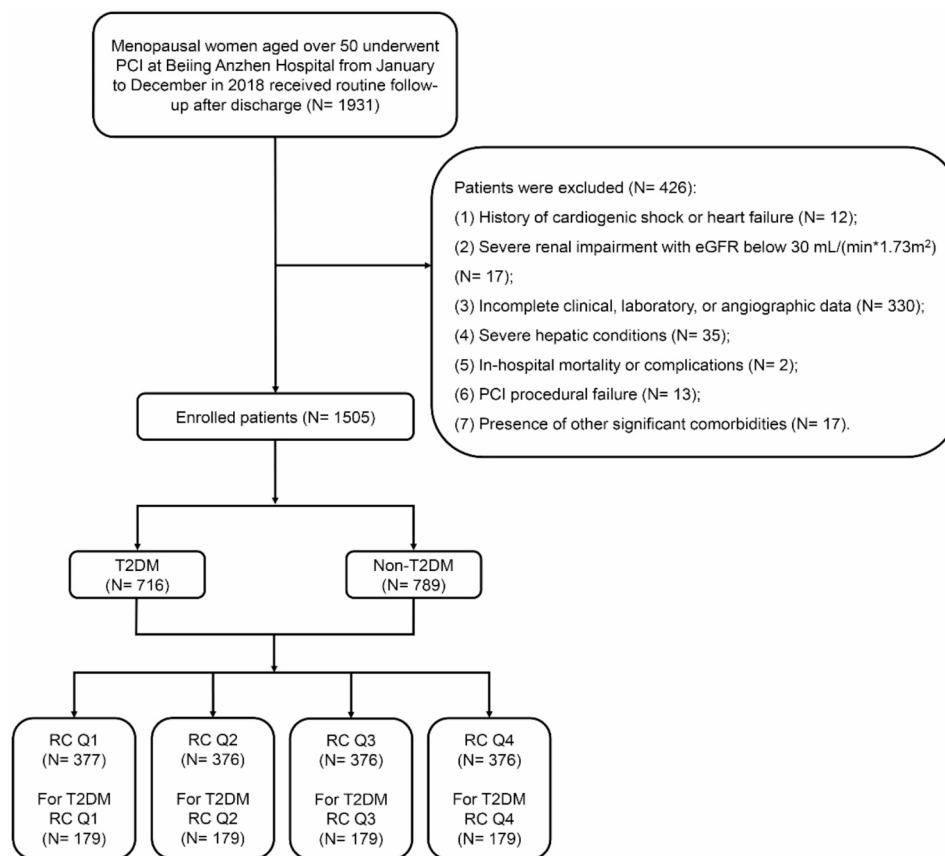 Menopausal women aged over 50 underwent
PCI at Beiing Anzhen Hospital from January
to December in 2018 received routine follow-
up after discharge (N= 1931)
Patients were excluded (N= 426):
(1) History of cardiogenic shock or heart failure (N= 12);
(2) Severe renal impairment with eGFR below 30 mL/(min*1.73m²)
(N= 17);
(3) Incomplete clinical, laboratory, or angiographic data (N= 330);
(4) Severe hepatic conditions (N= 35);
(5) In-hospital mortality or complications (N= 2);
(6) PCI procedural failure (N= 13);
(7) Presence of other significant comorbidities (N= 17).
Enrolled patients (N= 1505)
T2DM
(N= 716)
Non-T2DM
(N= 789)
RC Q1
(N= 377)
For T2DM
RC Q1
(N= 179)
RC Q2
(N= 376)
For T2DM
RC Q2
(N= 179)
RC Q3
(N= 376)
For T2DM
RC Q3
(N= 179)
RC Q4
(N= 376)
For T2DM
RC Q4
(N= 179)